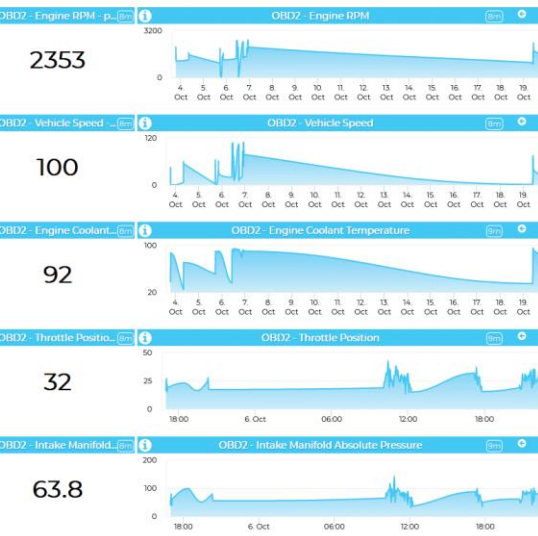 OBD2 - Engine RPM - p... 8m
OBD2 - Engine RPM 8m
2353
3200
0
4. Oct 5. Oct 6. Oct 7. Oct 8. Oct 9. Oct 10. Oct 11. Oct 12. Oct 13. Oct 14. Oct 15. Oct 16. Oct 17. Oct 18. Oct 19. Oct
OBD2 - Vehicle Speed -... 8m
OBD2 - Vehicle Speed 8m
100
120
0
4. Oct 5. Oct 6. Oct 7. Oct 8. Oct 9. Oct 10. Oct 11. Oct 12. Oct 13. Oct 14. Oct 15. Oct 16. Oct 17. Oct 18. Oct 19. Oct
OBD2 - Engine Coolant... 8m
OBD2 - Engine Coolant Temperature 8m
92
100
20
4. Oct 5. Oct 6. Oct 7. Oct 8. Oct 9. Oct 10. Oct 11. Oct 12. Oct 13. Oct 14. Oct 15. Oct 16. Oct 17. Oct 18. Oct 19. Oct
OBD2 - Throttle Positio... 8m
OBD2 - Throttle Position
32
50
25
0
18:00 6. Oct 06:00 12:00 18:00
OBD2 - Intake Manifold... 8m
OBD2 - Intake Manifold Absolute Pressure
63.8
200
100
0
18:00 6. Oct 06:00 12:00 18:00